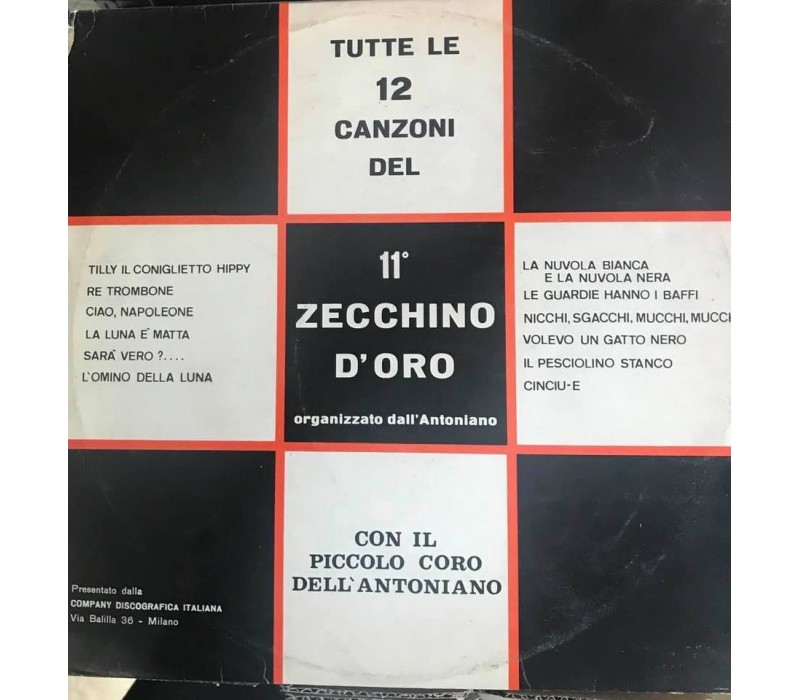 TUTTE LE
12
CANZONI
DEL
TILLY IL CONIGLIETTO HIPPY
RE TROMBONE
CIAO, NAPOLEONE
LA LUNA E' MATTA
SARA' VERO ?....
L'OMINO DELLA LUNA
11°
ZECCHINO
D'ORO
organizzato dall'Antoniano
LA NUVOLA BIANCA
E LA NUVOLA NERA
LE GUARDIE HANNO I BAFFI
NICCHI, SGACCHI, MUCCHI, MUCCH
VOLEVO UN GATTO NERO
IL PESCIOLINO STANCO
CINCIU-E
CON IL
PICCOLO CORO
DELL'ANTONIANO
Presentato dalla
COMPANY DISCOGRAFICA ITALIANA
Via Balilla 36 - Milano